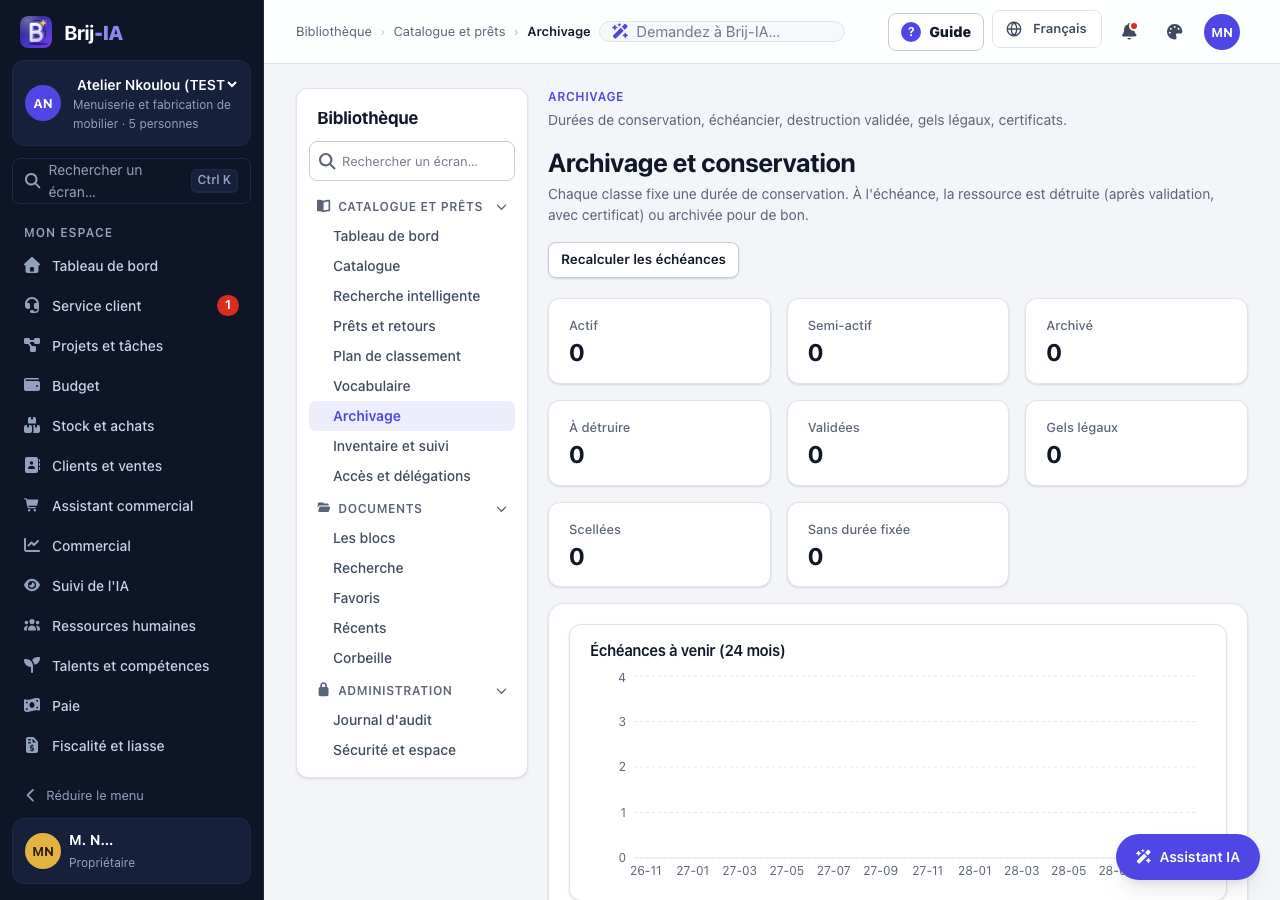 Brij-IA
AN
Atelier Nkoulou (TEST
Menuiserie et fabrication de
mobilier · 5 personnes
Rechercher un
écran...
Ctrl K
MON ESPACE
Tableau de bord
Service client
1
Projets et tâches
Budget
Stock et achats
Clients et ventes
Assistant commercial
Commercial
Suivi de l'IA
Ressources humaines
Talents et compétences
Paie
Fiscalité et liasse
Réduire le menu
MN
M. N...
Propriétaire
Bibliothèque › Catalogue et prêts › Archivage
Demandez à Brij-IA...
? Guide
Français
MN
Bibliothèque
Rechercher un écran...
CATALOGUE ET PRÊTS
Tableau de bord
Catalogue
Recherche intelligente
Prêts et retours
Plan de classement
Vocabulaire
Archivage
Inventaire et suivi
Accès et délégations
DOCUMENTS
Les blocs
Recherche
Favoris
Récents
Corbeille
ADMINISTRATION
Journal d'audit
Sécurité et espace
ARCHIVAGE
Durées de conservation, échéancier, destruction validée, gels légaux, certificats.
Archivage et conservation
Chaque classe fixe une durée de conservation. À l'échéance, la ressource est détruite (après validation,
avec certificat) ou archivée pour de bon.
Recalculer les échéances
Actif
0
Semi-actif
0
Archivé
0
À détruire
0
Validées
0
Gels légaux
0
Scellées
0
Sans durée fixée
0
Échéances à venir (24 mois)
4
3
2
1
0
26-11 27-01 27-03 27-05 27-07 27-09 27-11 28-01 28-03 28-05
Assistant IA